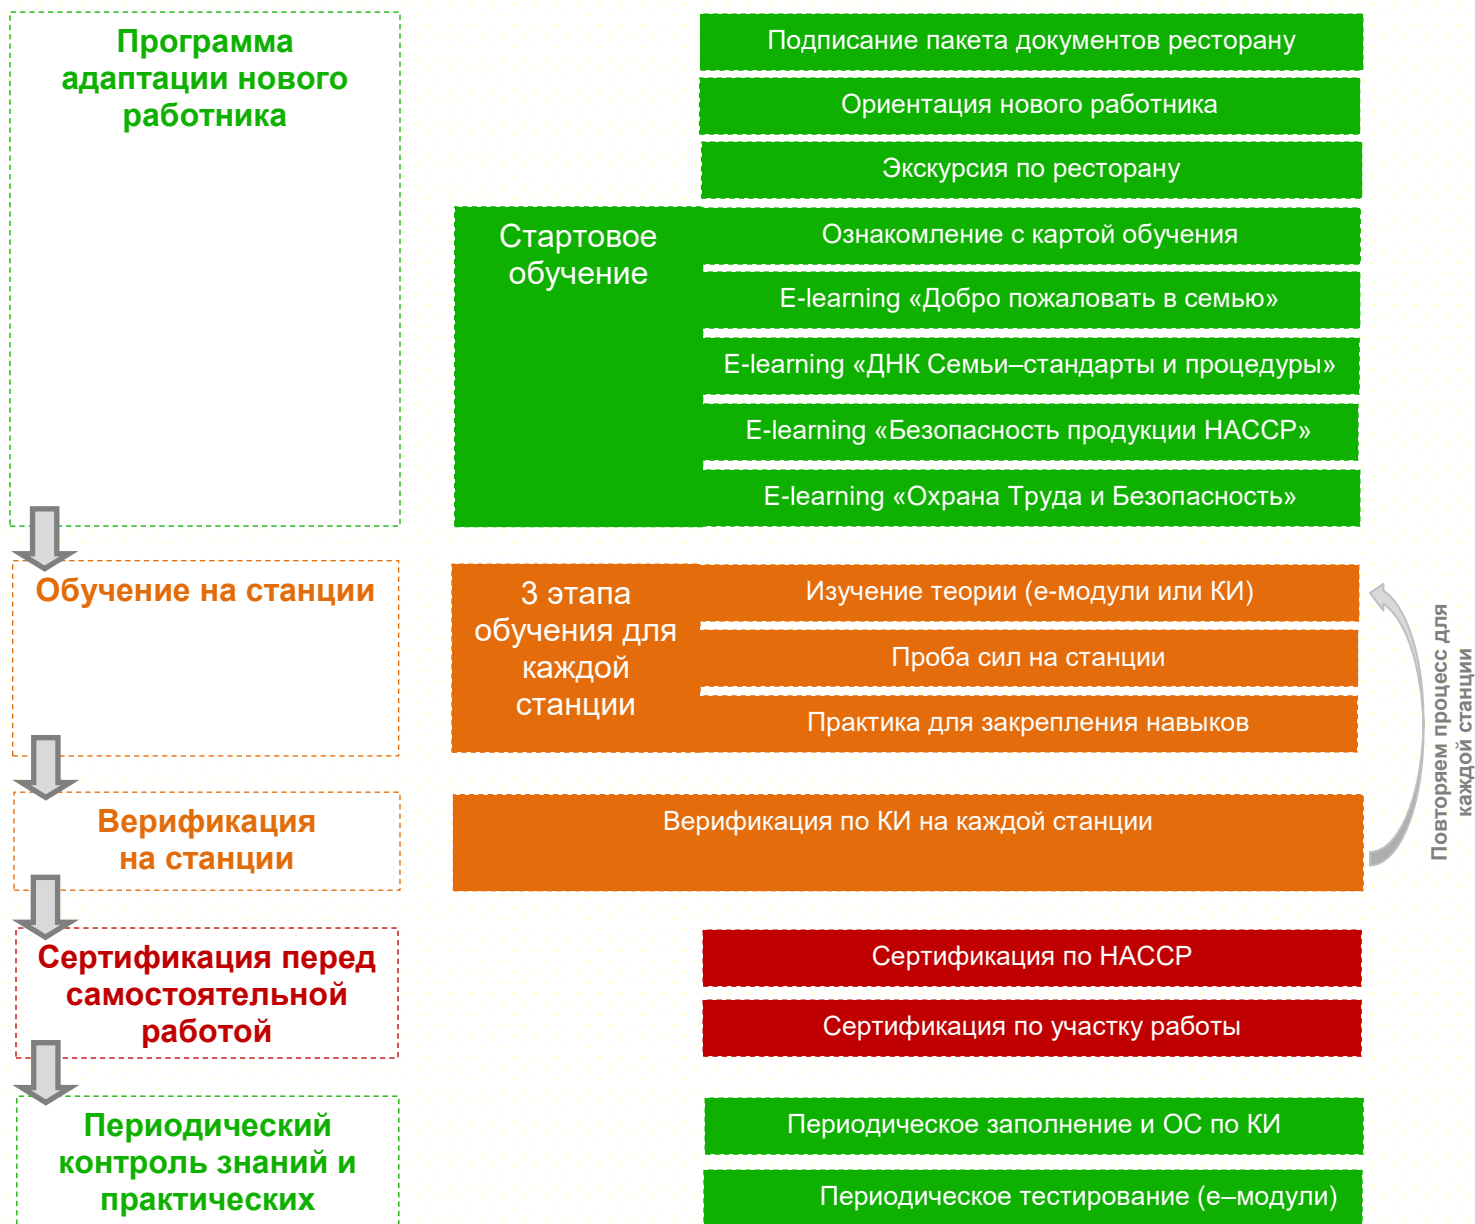 Программа
адаптации нового
работника
Подписание пакета документов ресторану
Ориентация нового работника
Экскурсия по ресторану
Стартовое
обучение
Ознакомление с картой обучения
E-learning «Добро пожаловать в семью»
E-learning «ДНК Семьи–стандарты и процедуры»
E-learning «Безопасность продукции НАССР»
E-learning «Охрана Труда и Безопасность»
Обучение на станции
3 этапа
обучения для
каждой
станции
Изучение теории (е-модули или КИ)
Проба сил на станции
Практика для закрепления навыков
Повторяем процесс для
каждой станции
Верификация
на станции
Верификация по КИ на каждой станции
Сертификация перед
самостоятельной
работой
Сертификация по НАССР
Сертификация по участку работы
Периодический
контроль знаний и
практических
Периодическое заполнение и ОС по КИ
Периодическое тестирование (е–модули)